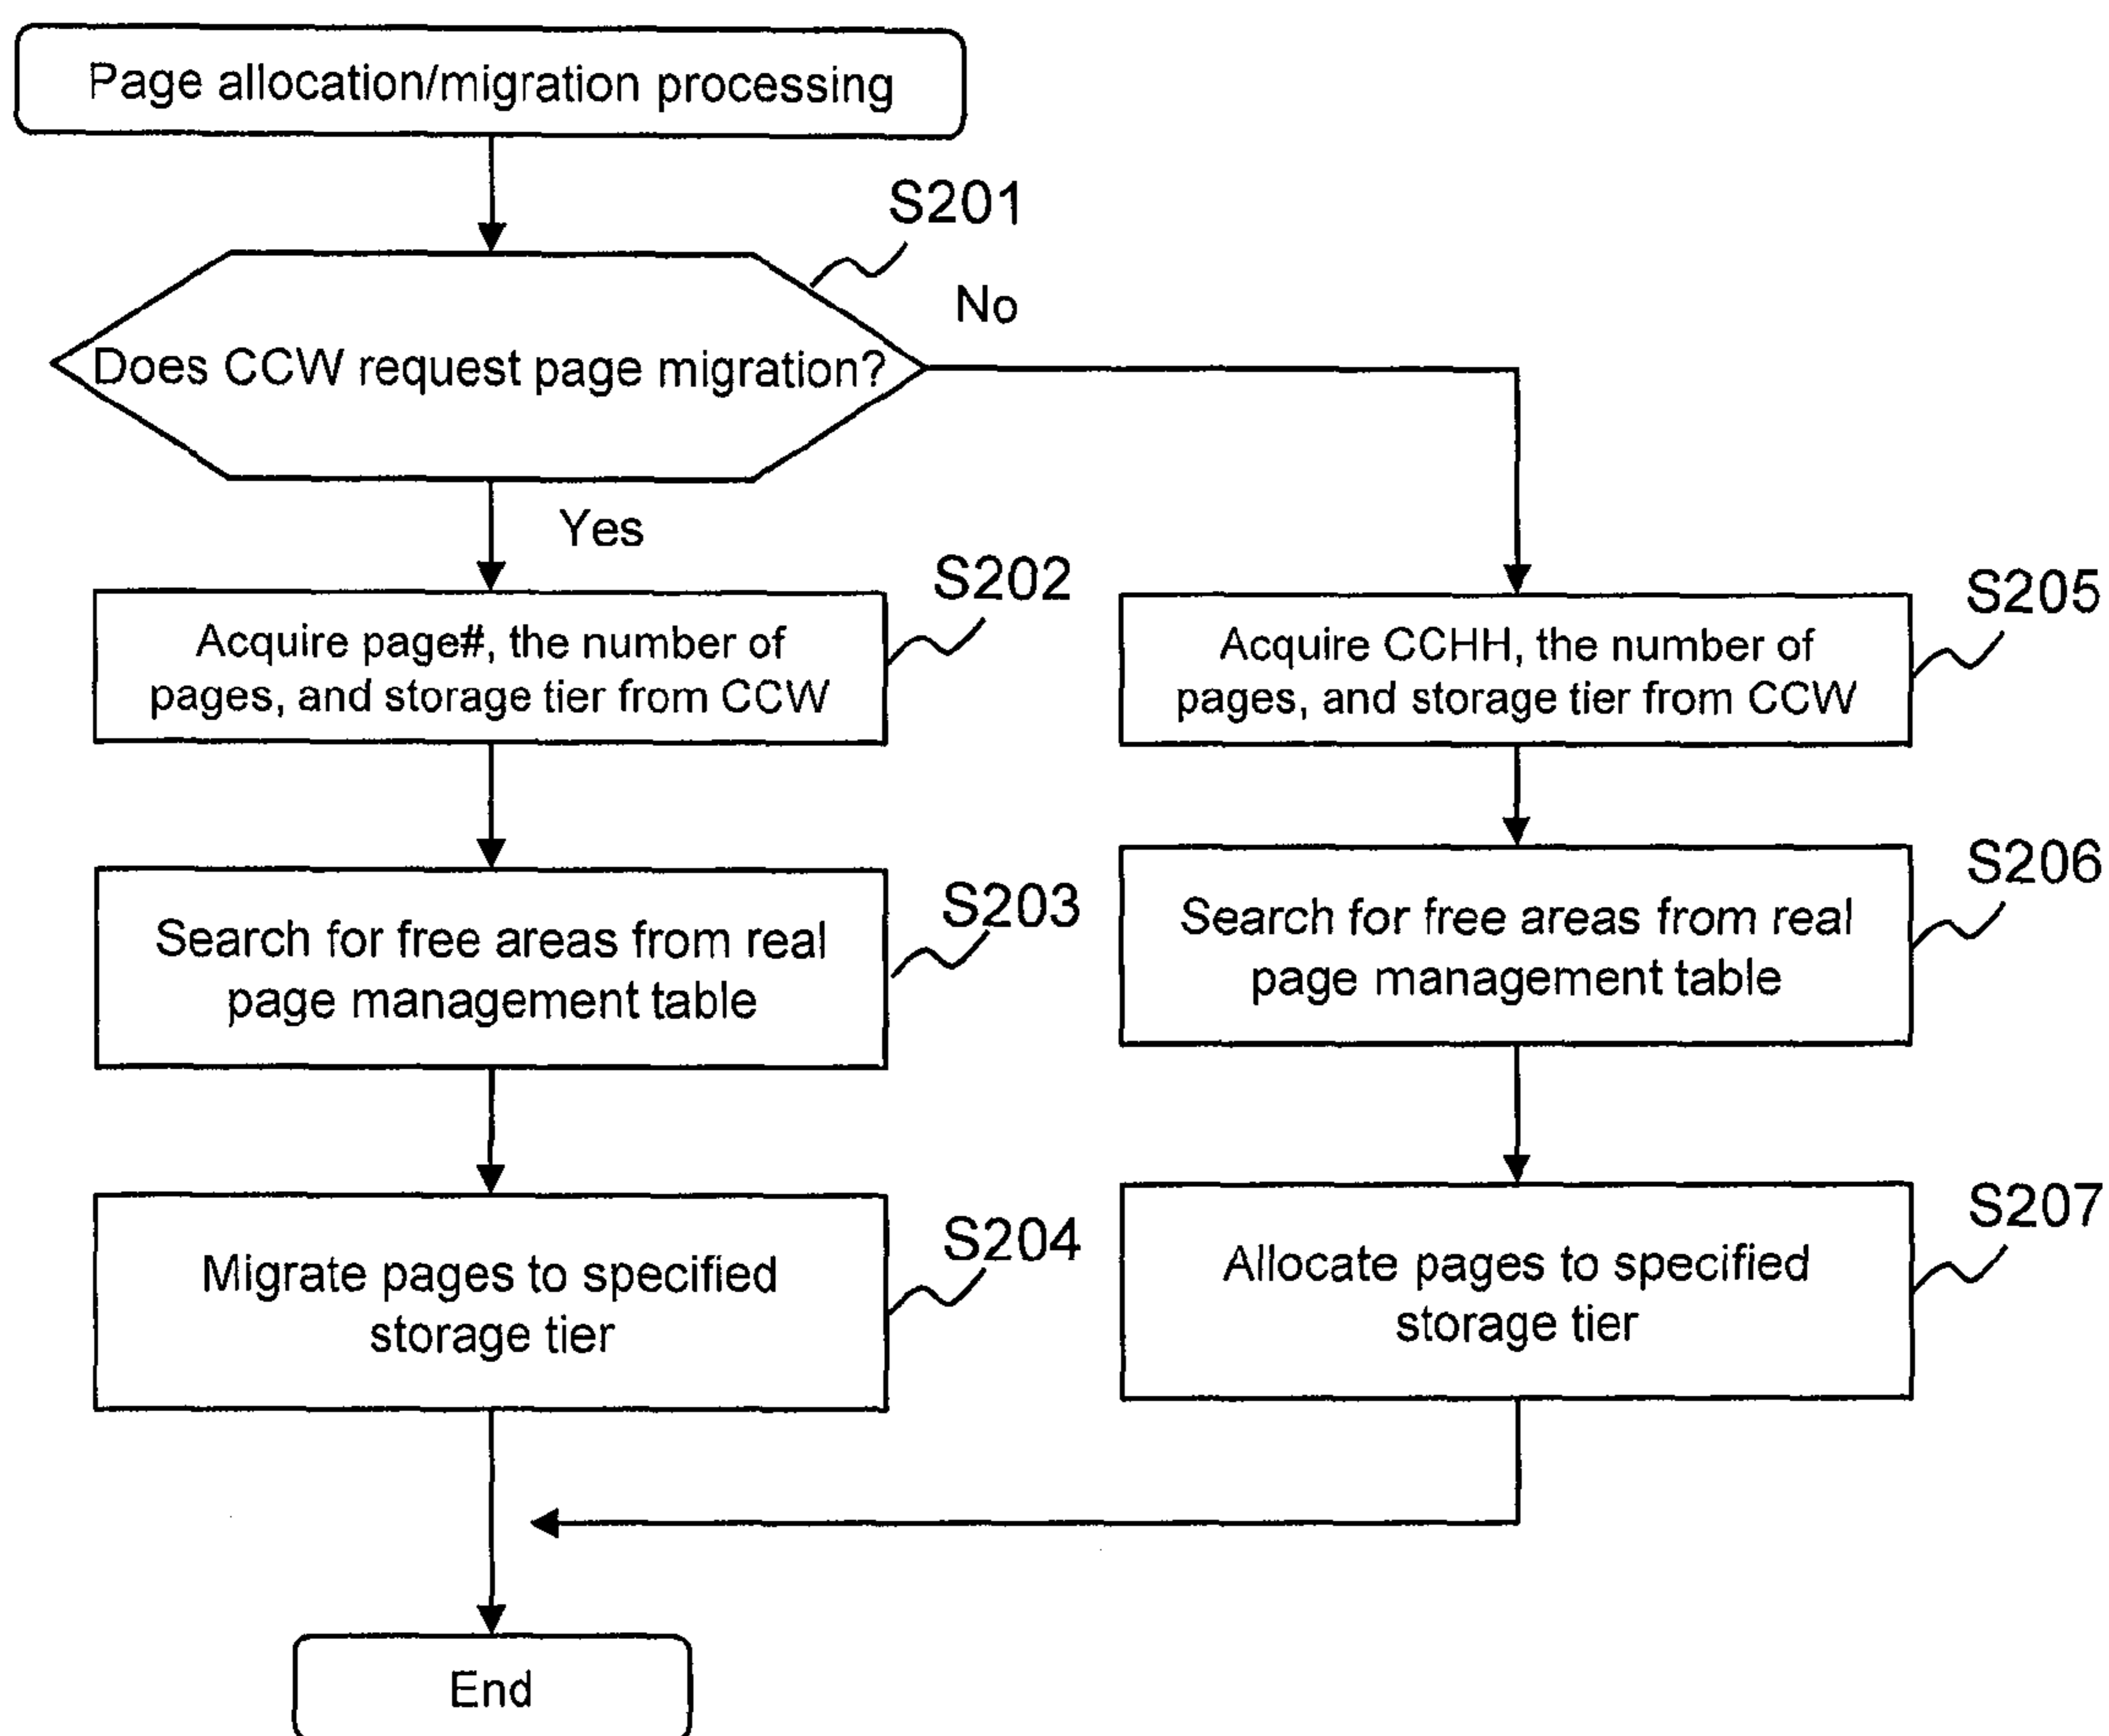 Page allocation/migration processing
S201
No
Does CCW request page migration?
Yes
S202
Acquire page#, the number of
pages, and storage tier from CCW
S205
Acquire CCHH, the number of
pages, and storage tier from CCW
S203
Search for free areas from real
page management table
S206
Search for free areas from real
page management table
S204
Migrate pages to specified
storage tier
S207
Allocate pages to specified
storage tier
End